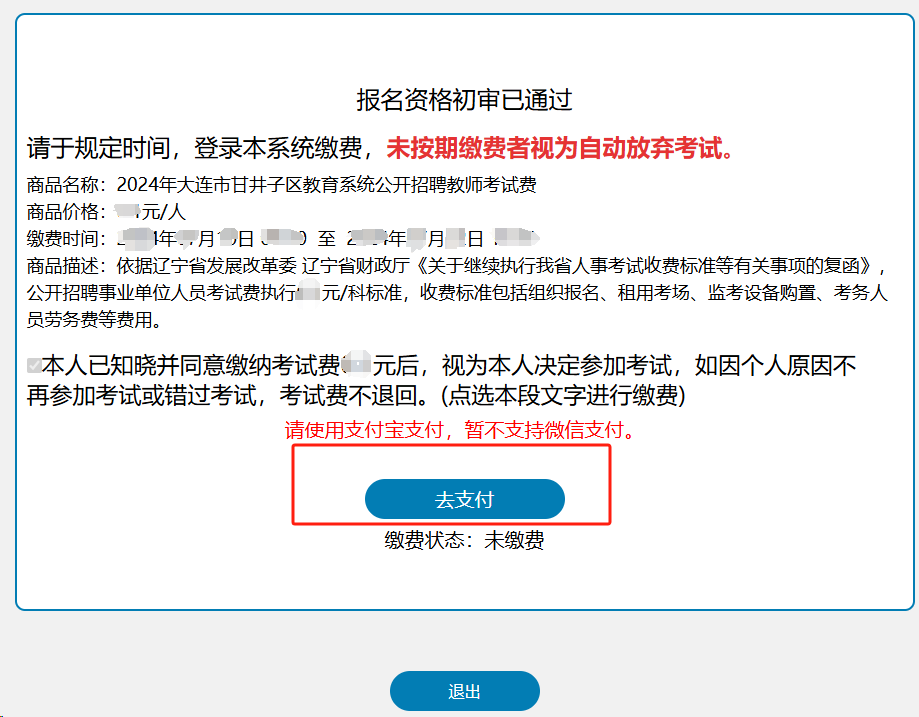 报名资格初审已通过
请于规定时间，登录本系统缴费，未按期缴费者视为自动放弃考试。
商品名称：2024年大连市甘井子区教育系统公开招聘教师考试费
商品价格：元/人
缴费时间：年 月 日 至 年 月 日
商品描述：依据辽宁省发展改革委 辽宁省财政厅《关于继续执行我省人事考试收费标准等有关事项的复函》，
公开招聘事业单位人员考试费执行 元/科标准，收费标准包括组织报名、租用考场、监考设备购置、考务人
员劳务费等费用。
本人已知晓并同意缴纳考试费 元后，视为本人决定参加考试，如因个人原因不
再参加考试或错过考试，考试费不退回。(点选本段文字进行缴费)
请使用支付宝支付，暂不支持微信支付。
去支付
缴费状态：未缴费
退出